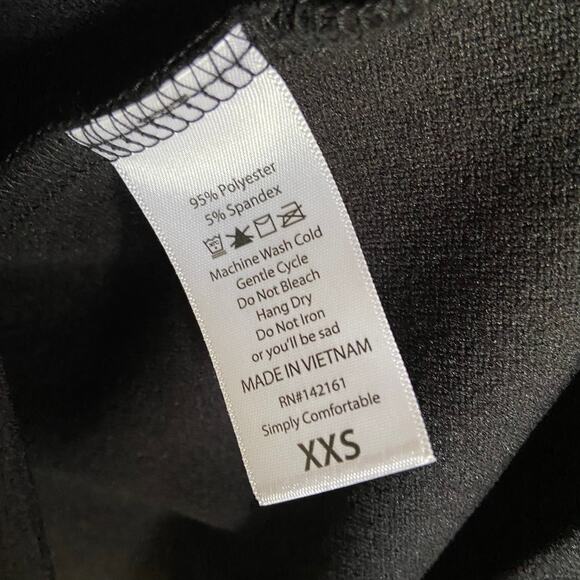 95% Polyester
5% Spandex
Machine Wash Cold
Gentle Cycle
Do Not Bleach
Hang Dry
Do Not Iron
or you'll be sad
MADE IN VIETNAM
RN#142161
Simply Comfortable
XXS